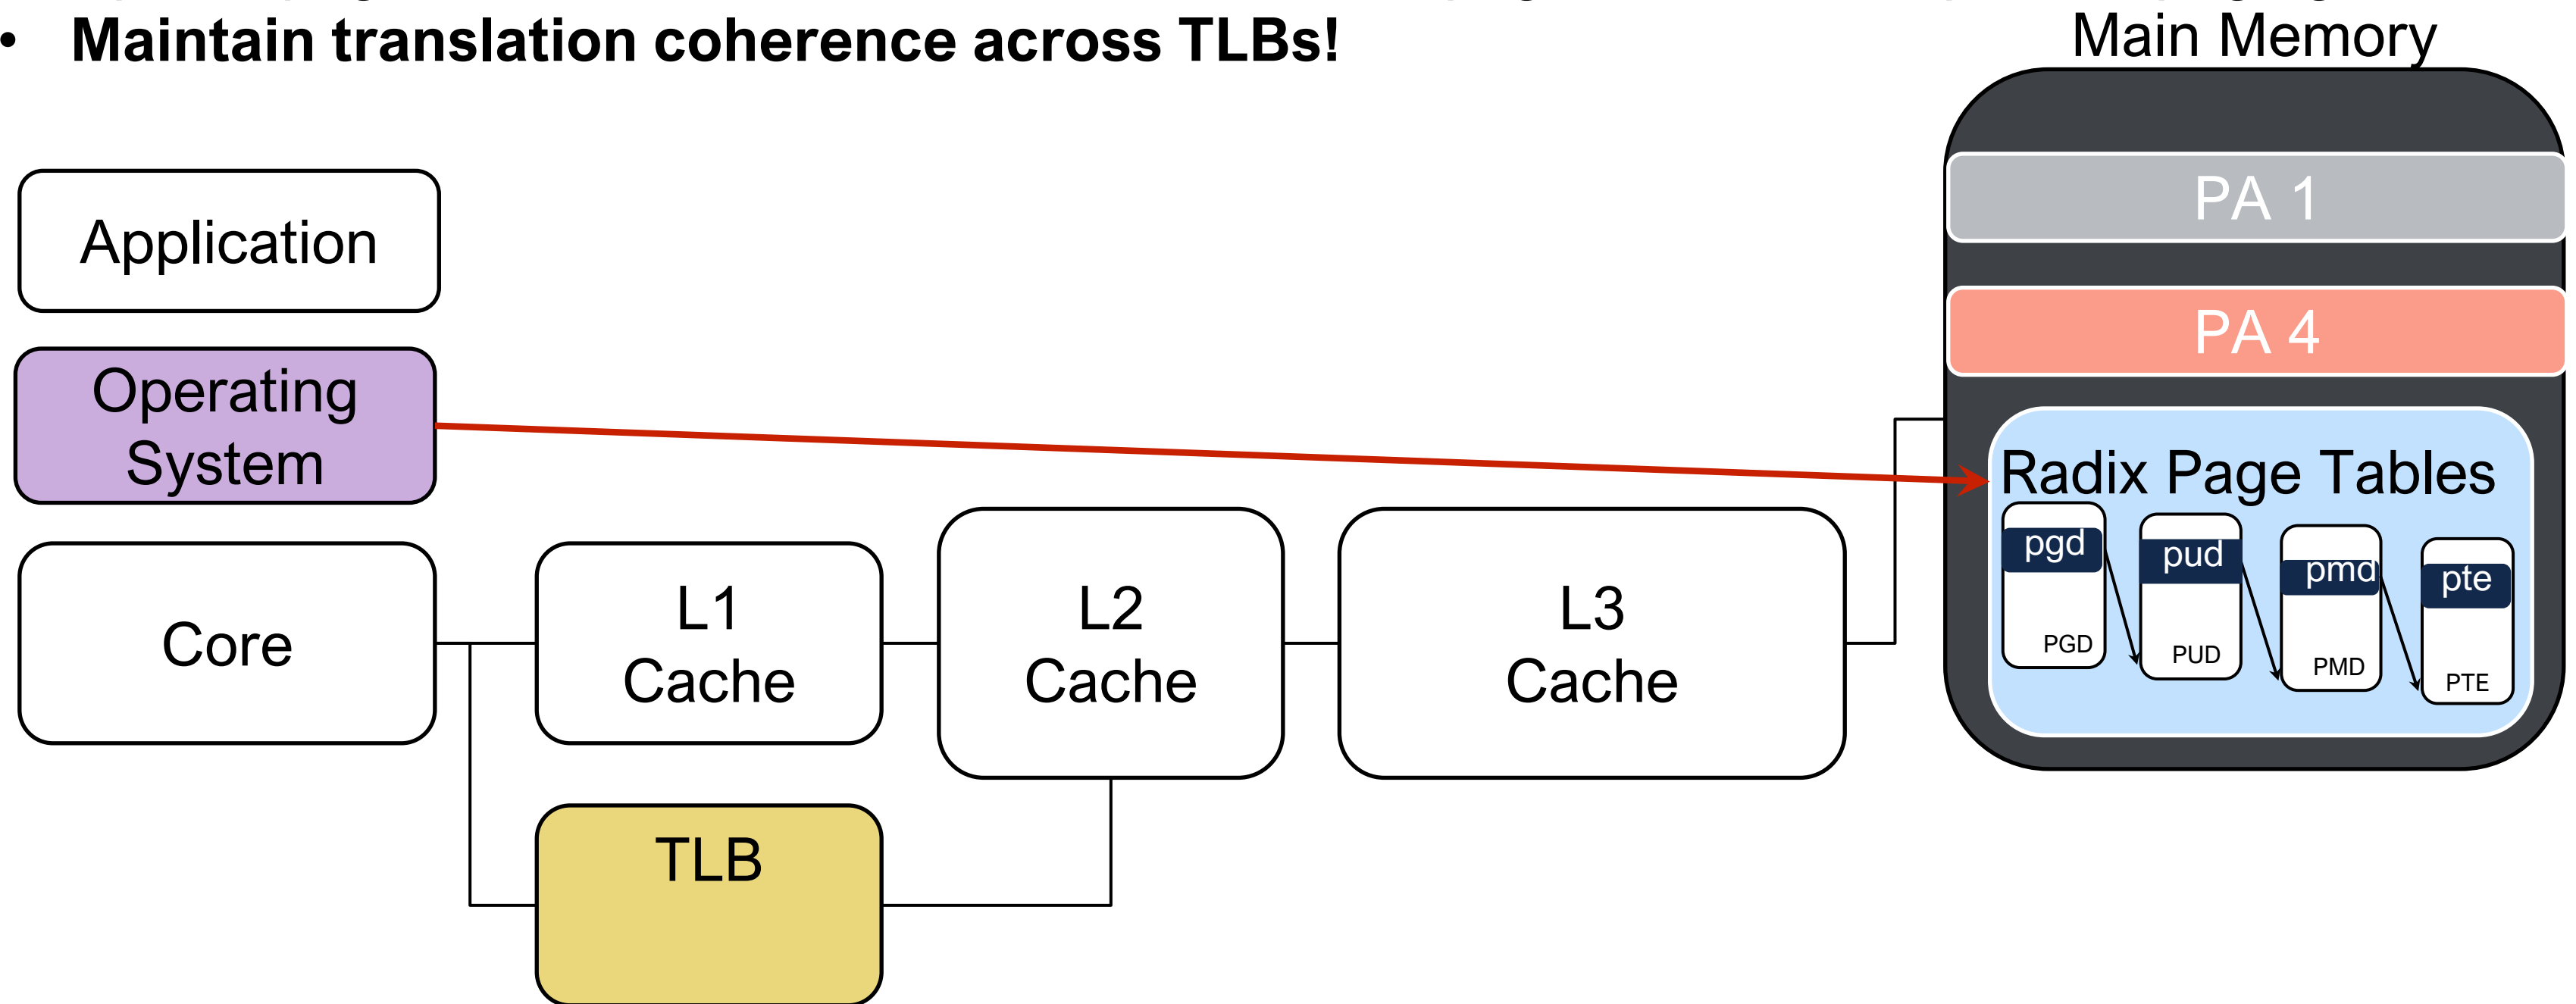 • Maintain translation coherence across TLBs!
Main Memory
PA 1
PA 4
Application
Operating
System
Radix Page Tables
pgd
pud
pmd
pte
PGD
PUD
PMD
PTE
Core
L1
Cache
L2
Cache
L3
Cache
TLB